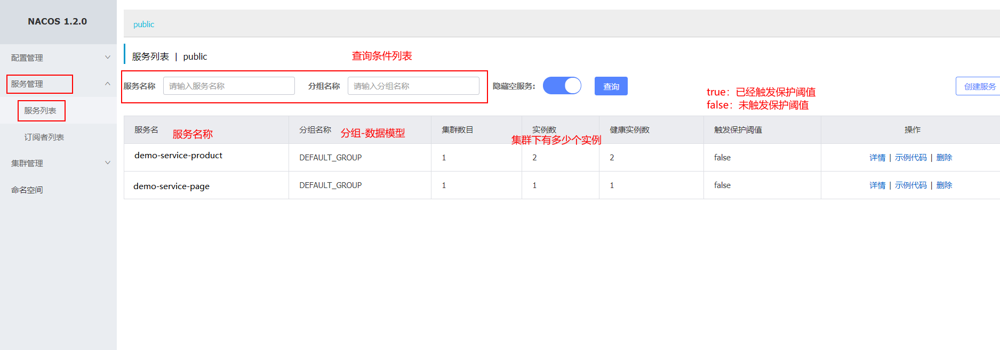 NACOS 1.2.0
配置管理
服务管理
服务列表
订阅者列表
集群管理
命名空间
public
服务列表 | public
查询条件列表
服务名称 请输入服务名称 分组名称 请输入分组名称 隐藏空服务: 查询 创建服务
true：已经触发保护阈值
false：未触发保护阈值
服务名 服务名称 分组名称 分组-数据模型 集群数目 实例数 健康实例数 触发保护阈值 操作
集群下有多少个实例
demo-service-product DEFAULT_GROUP 1 2 2 false 详情 | 示例代码 | 删除
demo-service-page DEFAULT_GROUP 1 1 1 false 详情 | 示例代码 | 删除